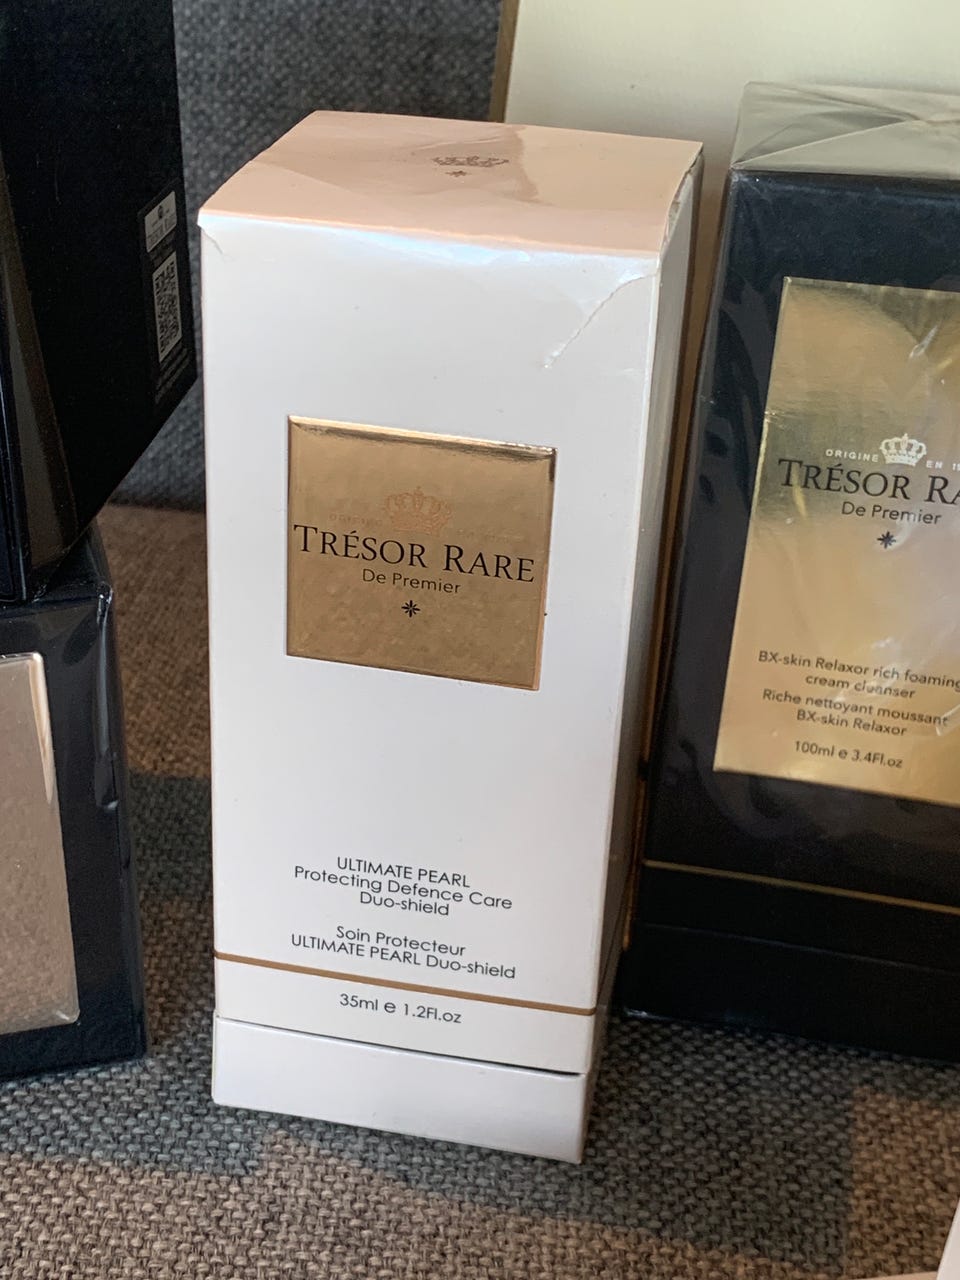 TRÉSOR RARE
De Premier
ULTIMATE PEARL
Protecting Defence Care
Duo-shield
Soin Protecteur
ULTIMATE PEARL Duo-shield
35ml e 1.2Fl.oz
ORIGINE EN
TRÉSOR
De Premier
BX-skin Relaxor rich foaming
cream cleanser
Riche nettoyant moussant
BX-skin Relaxor
100ml e 3.4Fl.oz